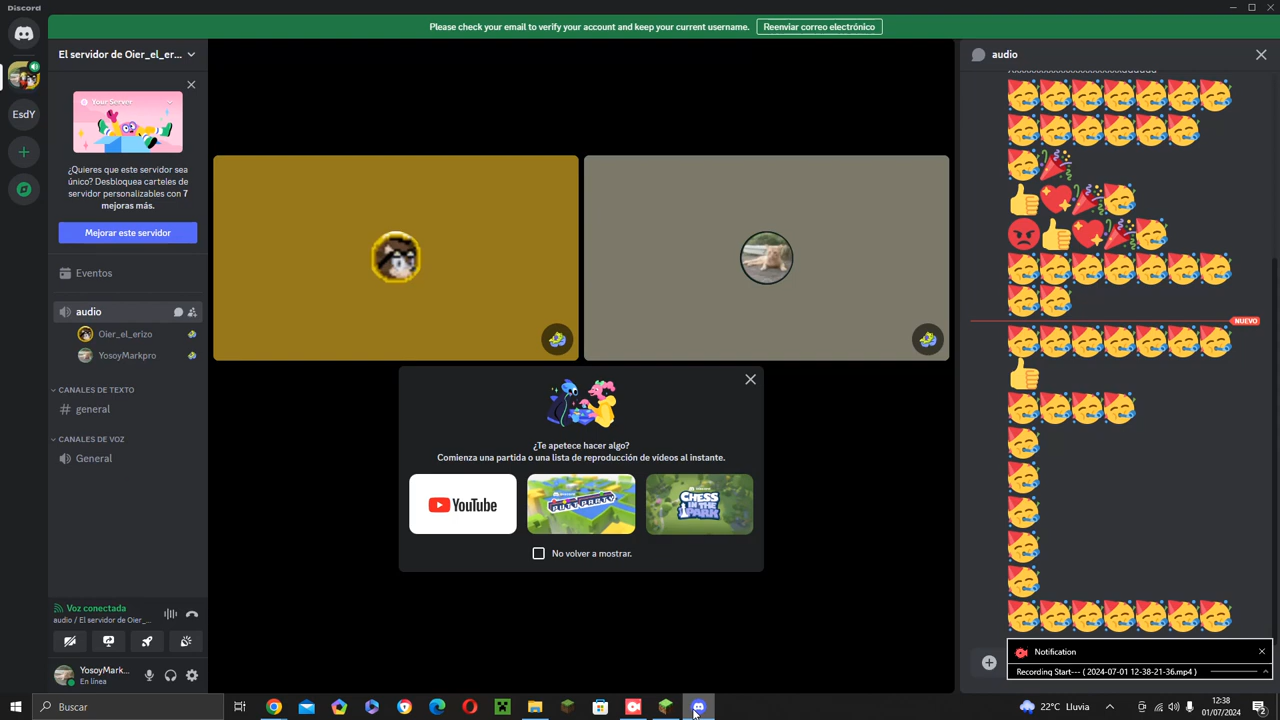 Discord
Please check your email to verify your account and keep your current username.
Reenviar correo electrónico
El servidor de Oier_el_er...
audio
YourServer
EsdY
¿Quieres que este servidor sea
único? Desbloquea carteles de
servidor personalizables con 7
mejoras más.
Mejorar este servidor
Eventos
audio
Oier_el_erizo
YosoyMarkpro
CANALES DE TEXTO
general
CANALES DE VOZ
General
NUEVO
¿Te apetece hacer algo?
Comienza una partida o una lista de reproducción de vídeos al instante.
YouTube
PUTT PARTY
CHESS
IN THE
PARK
No volver a mostrar.
Voz conectada
audio / El servidor de Oier_...
YosoyMark...
En línea
Notification
Recording Start--- ( 2024-07-01 12-38-21-36.mp4 )
Buscar
22°C Lluvia
12:38
01/07/2024
2